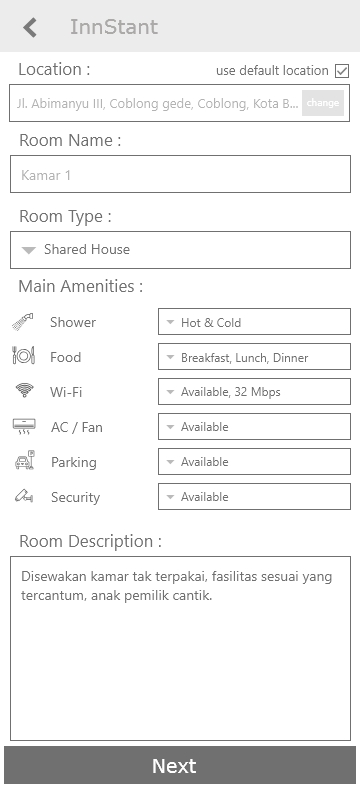 InnStant
Location :
use default location
Jl. Abimanyu III, Coblong gede, Coblong, Kota B...
change
Room Name :
Kamar 1
Room Type :
Shared House
Main Amenities :
Shower
Hot & Cold
Food
Breakfast, Lunch, Dinner
Wi-Fi
Available, 32 Mbps
AC / Fan
Available
Parking
Available
Security
Available
Room Description :
Disewakan kamar tak terpakai, fasilitas sesuai yang
tercantum, anak pemilik cantik.
Next